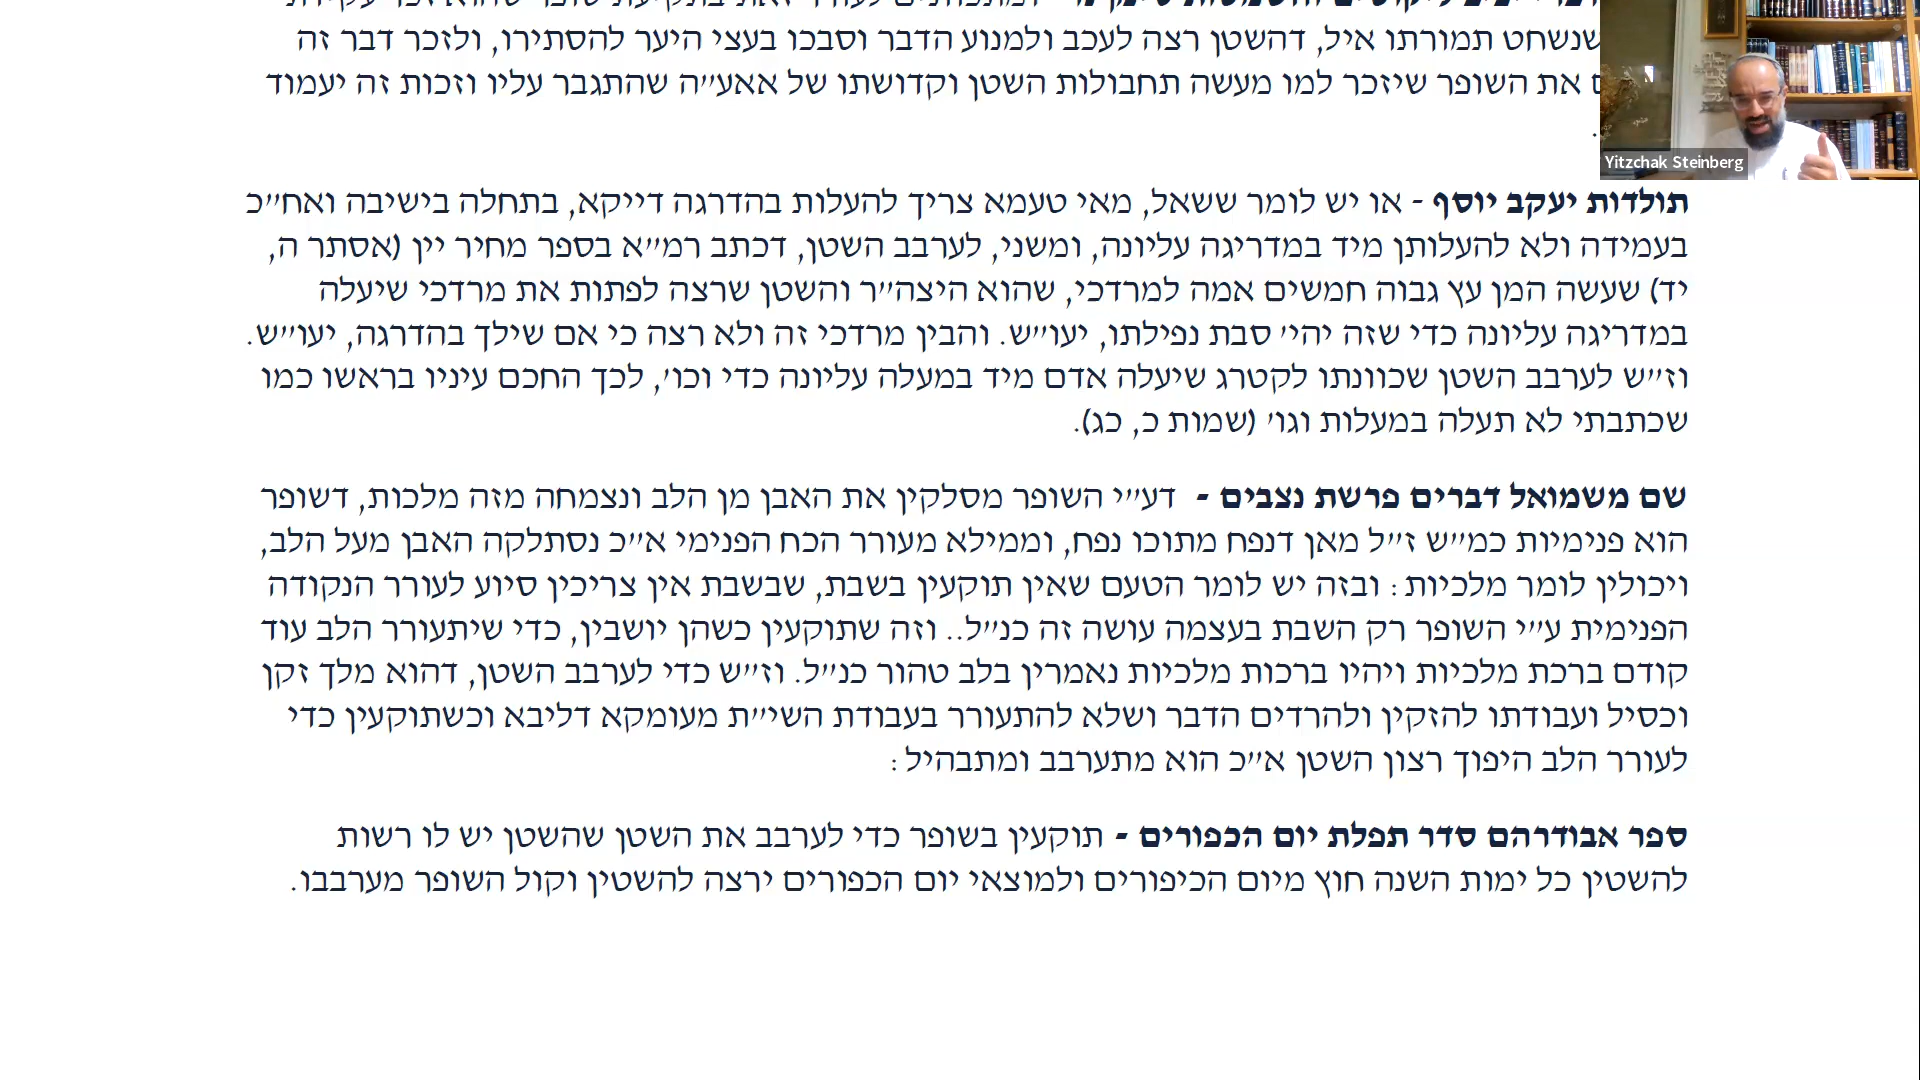 שנשחט תמורתו איל, דהשטן רצה לעכב ולמנוע הדבר וסבכו בעצי היער להסתירו, ולזכר דבר זה
את השופר שיזכר למו מעשה תחבולות השטן וקדושתו של אאע״ה שהתגבר עליו וזכות זה יעמוד
Yitzchak Steinberg
תולדות יעקב יוסף - או יש לומר ששאל, מאי טעמא צריך להעלות בהדרגה דייקא, בתחלה בישיבה ואח״כ
בעמידה ולא להעלותן מיד במדריגה עליונה, ומשני, לערבב השטן, דכתב רמ״א בספר מחיר יין (אסתר ה,
יד) שעשה המן עץ גבוה חמשים אמה למרדכי, שהוא היצה״ר והשטן שרצה לפתות את מרדכי שיעלה
במדריגה עליונה כדי שזה יהי׳ סבת נפילתו, יעו״ש. והבין מרדכי זה ולא רצה כי אם שילך בהדרגה, יעו״ש.
וז״ש לערבב השטן שכוונתו לקטרג שיעלה אדם מיד במעלה עליונה כדי וכו׳, לכך החכם עיניו בראשו כמו
שכתבתי לא תעלה במעלות וגו׳ (שמות כ, כג).
שם משמואל דברים פרשת נצבים - דע״י השופר מסלקין את האבן מן הלב ונצמחה מזה מלכות, דשופר
הוא פנימיות כמ״ש ז״ל מאן דנפח מתוכו נפח, וממילא מעורר הכח הפנימי א״כ נסתלקה האבן מעל הלב,
ויכולין לומר מלכיות: ובזה יש לומר הטעם שאין תוקעין בשבת, שבשבת אין צריכין סיוע לעורר הנקודה
הפנימית ע״י השופר רק השבת בעצמה עושה זה כנ״ל.. וזה שתוקעין כשהן יושבין, כדי שיתעורר הלב עוד
קודם ברכת מלכיות ויהיו ברכות מלכיות נאמרין בלב טהור כנ״ל. וז״ש כדי לערבב השטן, דהוא מלך זקן
וכסיל ועבודתו להזקין ולהרדים הדבר ושלא להתעורר בעבודת השי״ת מעומקא דליבא וכשתוקעין כדי
לעורר הלב היפוך רצון השטן א״כ הוא מתערבב ומתבהיל:
ספר אבודרהם סדר תפלת יום הכפורים - תוקעין בשופר כדי לערבב את השטן שהשטן יש לו רשות
להשטין כל ימות השנה חוץ מיום הכיפורים ולמוצאי יום הכפורים ירצה להשטין וקול השופר מערבבו.